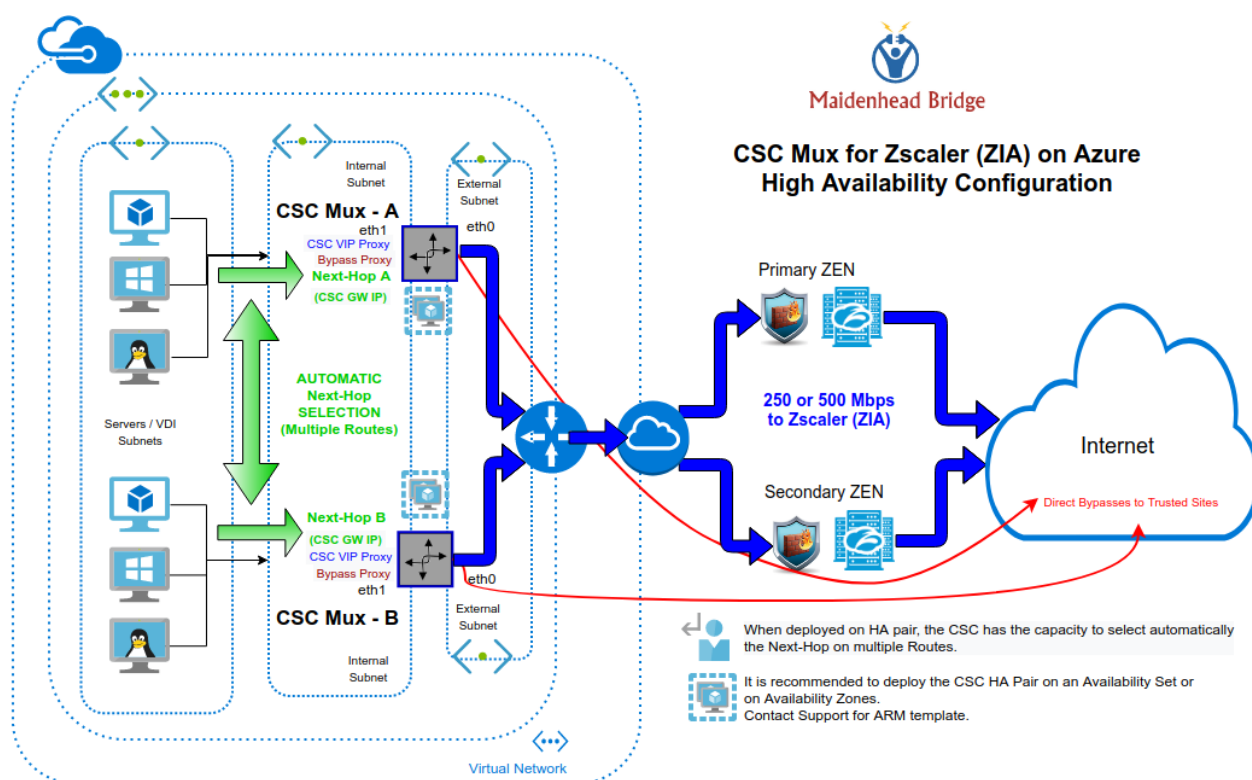 Maidenhead Bridge
CSC Mux for Zscaler (ZIA) on Azure
High Availability Configuration
Internal
Subnet
External
Subnet
CSC Mux - A
eth1
eth0
CSC VIP Proxy
Bypass Proxy
Next-Hop A
(CSC GW IP)
Primary ZEN
AUTOMATIC
Next-Hop
SELECTION
(Multiple Routes)
Servers / VDI
Subnets
250 or 500 Mbps
to Zscaler (ZIA)
Internet
Secondary ZEN
Direct Bypasses to Trusted Sites
Next-Hop B
(CSC GW IP)
CSC VIP Proxy
Bypass Proxy
eth1
eth0
CSC Mux - B
External
Subnet
Internal
Subnet
When deployed on HA pair, the CSC has the capacity to select automatically
the Next-Hop on multiple Routes.
It is recommended to deploy the CSC HA Pair on an Availability Set or
on Availability Zones.
Contact Support for ARM template.
Virtual Network